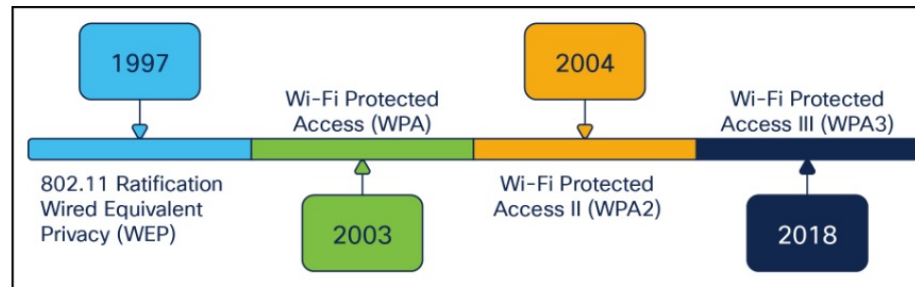 1997
802.11 Ratification
Wired Equivalent
Privacy (WEP)
Wi-Fi Protected
Access (WPA)
2003
2004
Wi-Fi Protected
Access II (WPA2)
Wi-Fi Protected
Access III (WPA3)
2018